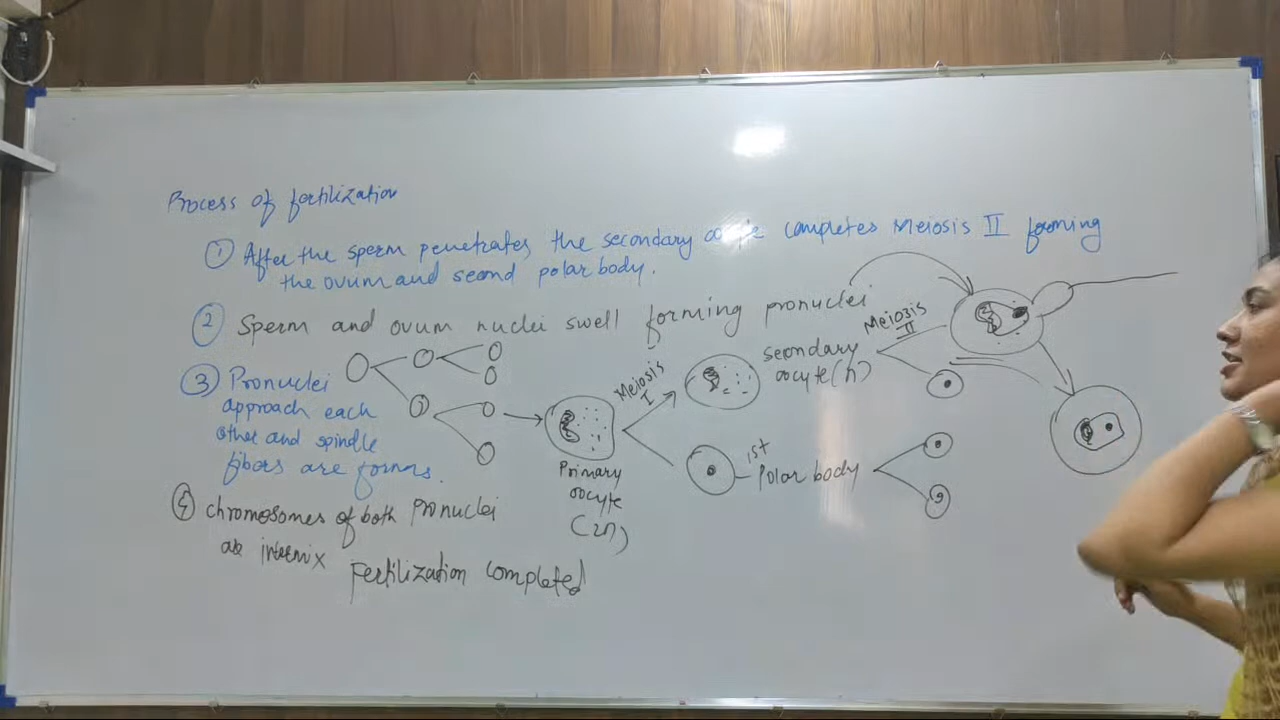 Process of fertilization
① After the sperm penetrates, the secondary completes Meiosis II forming
the ovum and second polar body.
② Sperm and ovum nuclei swell forming pronuclei
③ Pronuclei
approach each
other and spindle
fibers are forms.
④ chromosomes of both pronuclei
are intermix
Fertilization completed
Primary
oocyte
(2n)
Meiosis
I
secondary
oocyte (n)
1st
Polar body
Meiosis
II